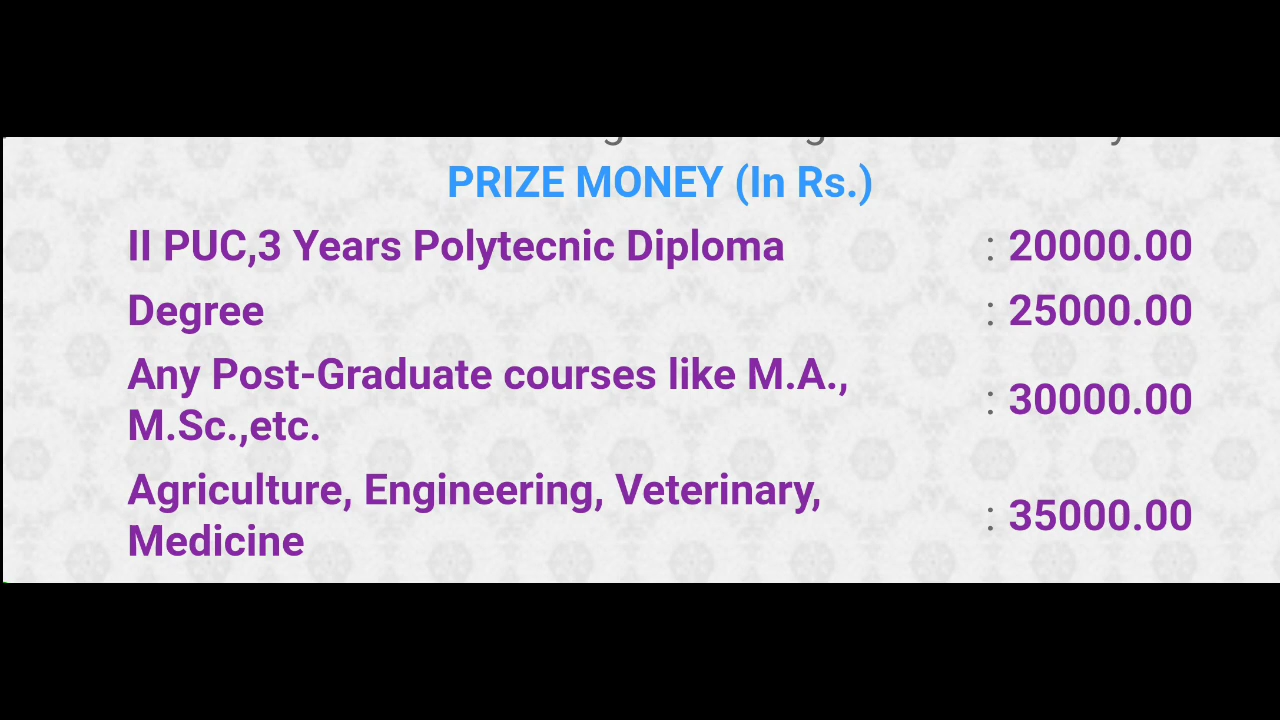 PRIZE MONEY (In Rs.)
II PUC,3 Years Polytecnic Diploma : 20000.00
Degree : 25000.00
Any Post-Graduate courses like M.A.,
M.Sc.,etc. : 30000.00
Agriculture, Engineering, Veterinary,
Medicine : 35000.00